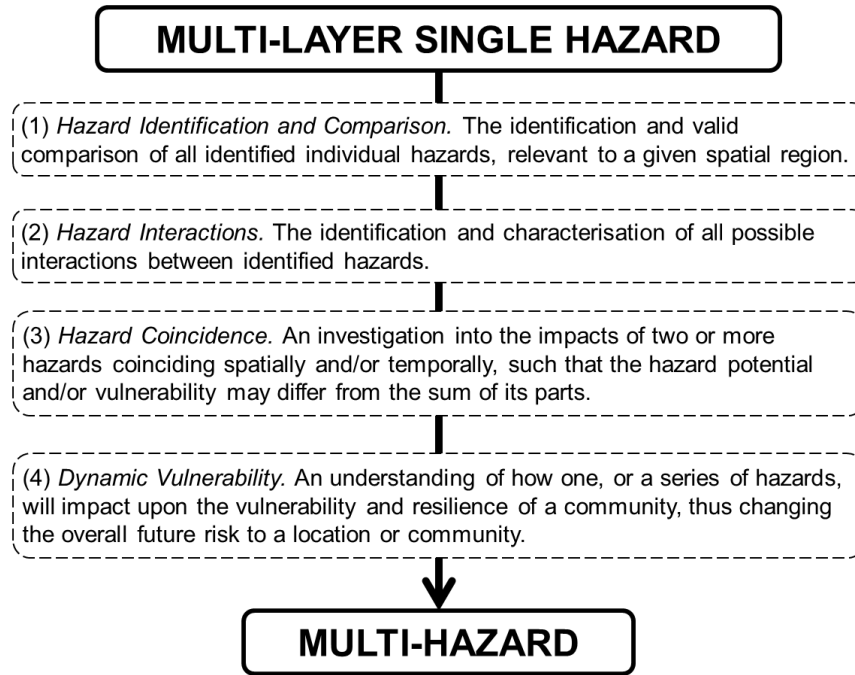 MULTI-LAYER SINGLE HAZARD
(1) Hazard Identification and Comparison. The identification and valid
comparison of all identified individual hazards, relevant to a given spatial region.
(2) Hazard Interactions. The identification and characterisation of all possible
interactions between identified hazards.
(3) Hazard Coincidence. An investigation into the impacts of two or more
hazards coinciding spatially and/or temporally, such that the hazard potential
and/or vulnerability may differ from the sum of its parts.
(4) Dynamic Vulnerability. An understanding of how one, or a series of hazards,
will impact upon the vulnerability and resilience of a community, thus changing
the overall future risk to a location or community.
MULTI-HAZARD